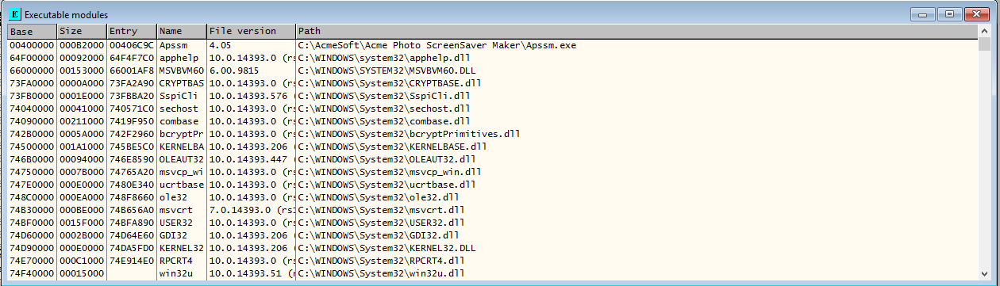 E Executable modules
Base Size Entry Name File version Path
00400000 000B2000 00406C9C Apssm 4.05 C:\AcmeSoft\Acme Photo ScreenSaver Maker\Apssm.exe
64F00000 00092000 64F4F7C0 apphelp 10.0.14393.0 (rs C:\WINDOWS\system32\apphelp.dll
66000000 00153000 66001AF8 MSVBVM60 6.00.9815 C:\WINDOWS\SYSTEM32\MSVBVM60.DLL
73FA0000 0000A000 73FA2A90 CRYPTBAS 10.0.14393.0 (rs C:\WINDOWS\System32\CRYPTBASE.dll
73FB0000 0001E000 73FBBA20 SspiCli 10.0.14393.576 ( C:\WINDOWS\System32\SspiCli.dll
74040000 00041000 740571C0 sechost 10.0.14393.0 (rs C:\WINDOWS\System32\sechost.dll
74090000 00211000 7419F950 combase 10.0.14393.0 (rs C:\WINDOWS\System32\combase.dll
742B0000 0005A000 742F2960 bcryptPr 10.0.14393.0 (rs C:\WINDOWS\System32\bcryptPrimitives.dll
74500000 001A1000 745BE5C0 KERNELBA 10.0.14393.206 ( C:\WINDOWS\System32\KERNELBASE.dll
746B0000 00094000 746E8590 OLEAUT32 10.0.14393.447 ( C:\WINDOWS\System32\OLEAUT32.dll
74750000 0007B000 74765A20 msvcp_wi 10.0.14393.0 (rs C:\WINDOWS\System32\msvcp_win.dll
747E0000 000E0000 7480E340 ucrtbase 10.0.14393.0 (rs C:\WINDOWS\System32\ucrtbase.dll
748C0000 000EA000 748F8660 ole32 10.0.14393.0 (rs C:\WINDOWS\System32\ole32.dll
74B30000 000BE000 74B656A0 msvcrt 7.0.14393.0 (rs1 C:\WINDOWS\System32\msvcrt.dll
74BF0000 0015F000 74BFA890 USER32 10.0.14393.0 (rs C:\WINDOWS\System32\USER32.dll
74D60000 0002B000 74D64E60 GDI32 10.0.14393.206 ( C:\WINDOWS\System32\GDI32.dll
74D90000 000E0000 74DA5FD0 KERNEL32 10.0.14393.206 ( C:\WINDOWS\System32\KERNEL32.DLL
74E70000 000C1000 74E914E0 RPCRT4 10.0.14393.0 (rs C:\WINDOWS\System32\RPCRT4.dll
74F40000 00015000 win32u 10.0.14393.51 (r C:\WINDOWS\System32\win32u.dll